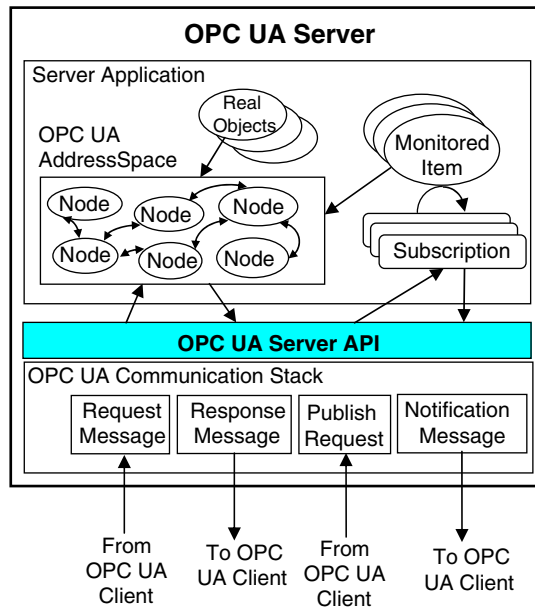 OPC UA Server
Server Application
Real
Objects
OPC UA
AddressSpace
Monitored
Item
Node
Node
Node
Node
Node
Node
Subscription
OPC UA Server API
OPC UA Communication Stack
Request
Message
Response
Message
Publish
Request
Notification
Message
From
OPC UA
Client
To OPC
UA Client
From
OPC UA
Client
To OPC
UA Client